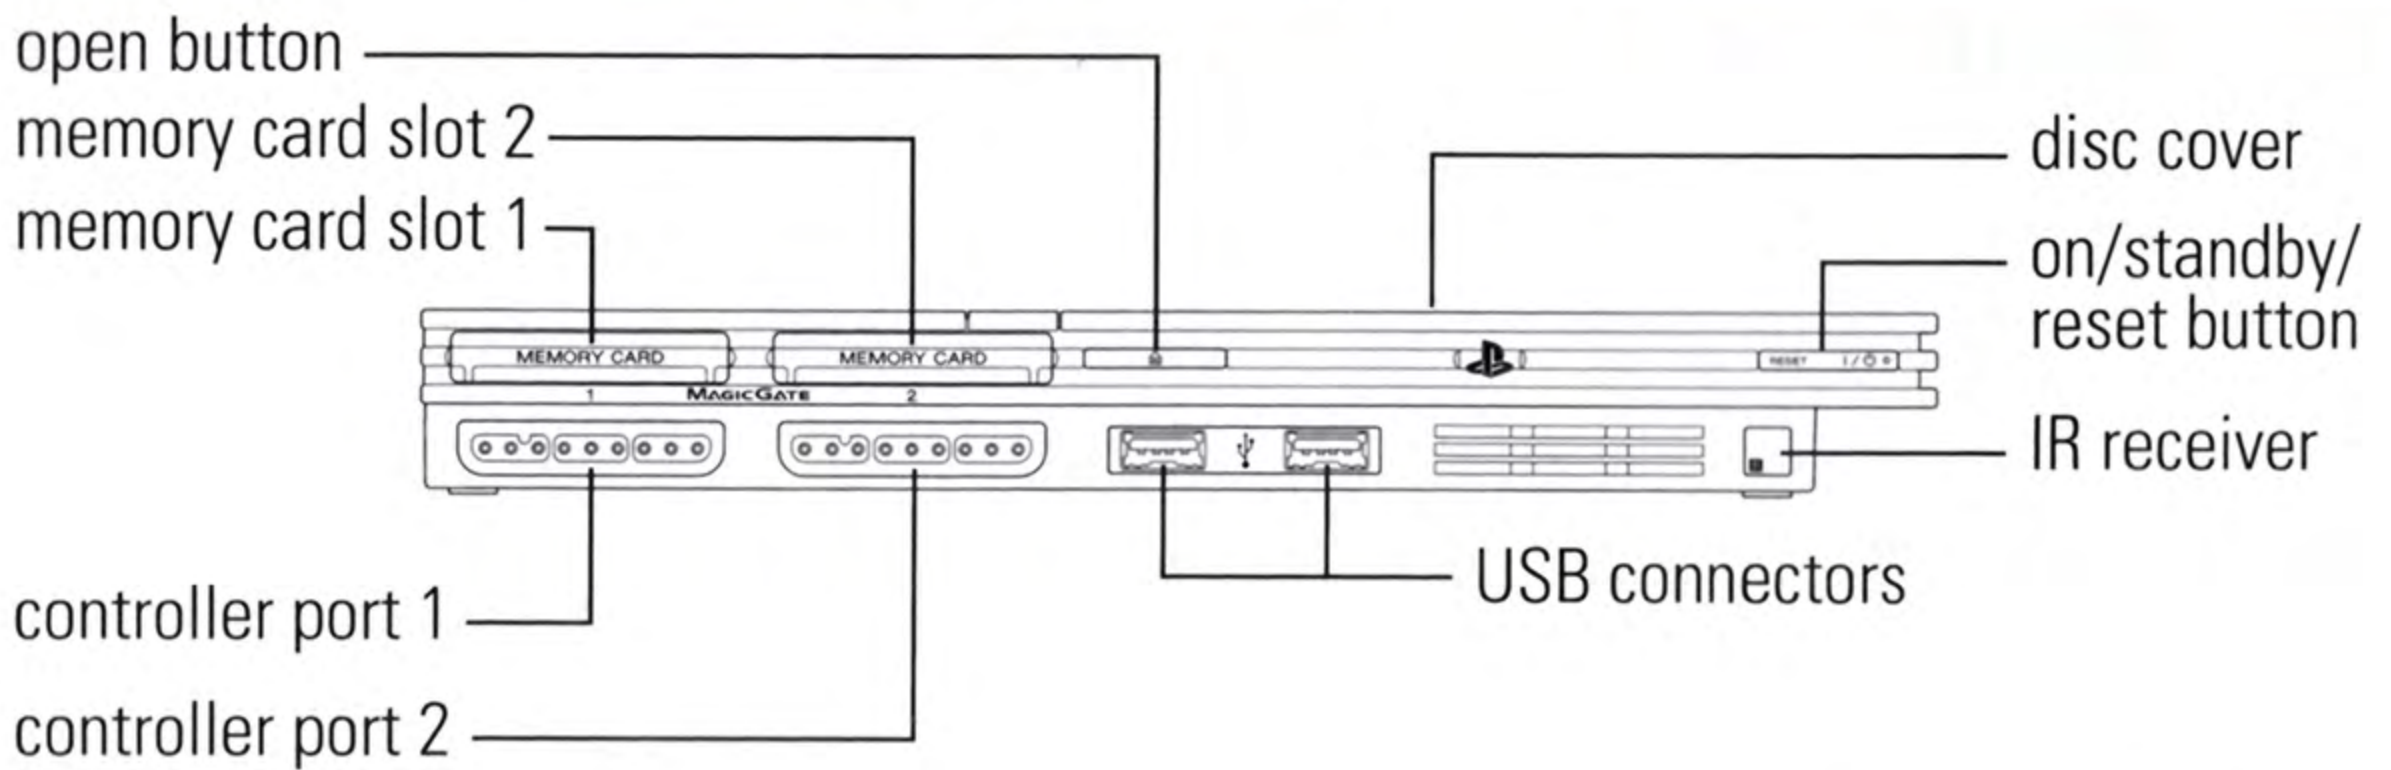 open button
memory card slot 2
memory card slot 1
disc cover
on/standby/
reset button
IR receiver
MEMORY CARD
MEMORY CARD
RESET
1
MAGICGATE
2
USB connectors
controller port 1
controller port 2